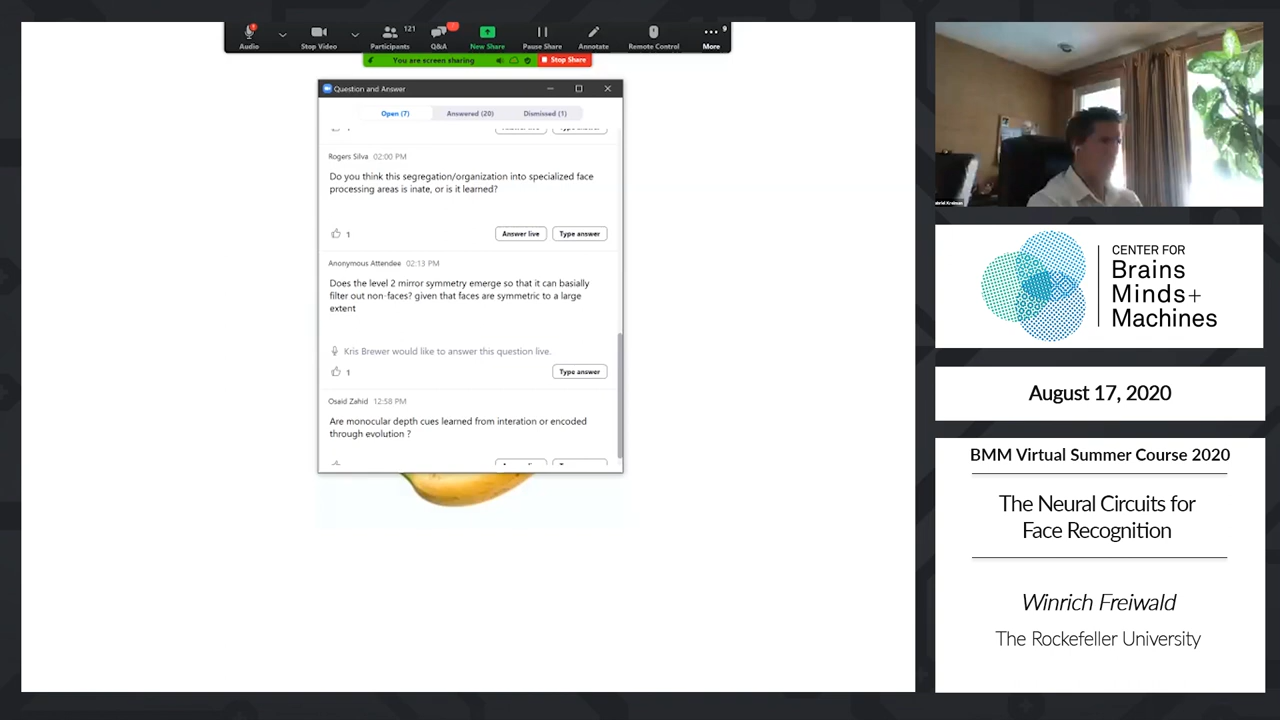 121
9
Audio
Stop Video
Participants
Q&A
New Share
Pause Share
Annotate
Remote Control
More
You are screen sharing
Stop Share
Question and Answer
Open (7)
Answered (20)
Dismissed (1)
Answer live
Type answer
Rogers Silva 02:00 PM
Do you think this segregation/organization into specialized face
processing areas is inate, or is it learned?
1
Answer live
Type answer
Anonymous Attendee 02:13 PM
Does the level 2 mirror symmetry emerge so that it can basially
filter out non-faces? given that faces are symmetric to a large
extent
Kris Brewer would like to answer this question live.
1
Type answer
Osaid Zahid 12:58 PM
Are monocular depth cues learned from interation or encoded
through evolution ?
CENTER FOR
Brains
Minds+
Machines
August 17, 2020
BMM Virtual Summer Course 2020
The Neural Circuits for
Face Recognition
Winrich Freiwald
The Rockefeller University